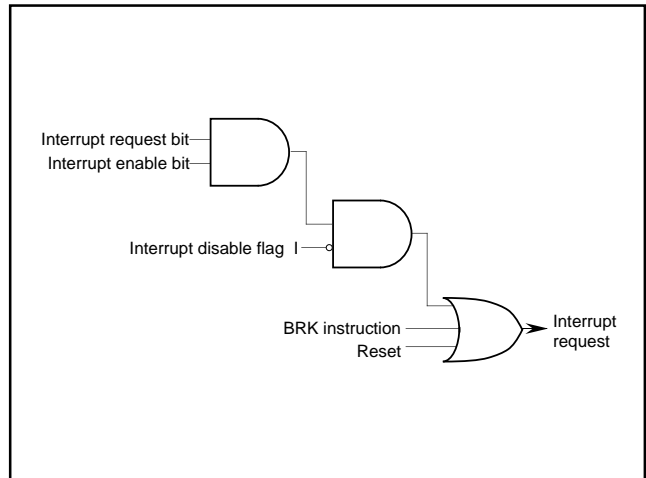 Interrupt request bit
Interrupt enable bit
Interrupt disable flag I
BRK instruction
Reset
Interrupt
request